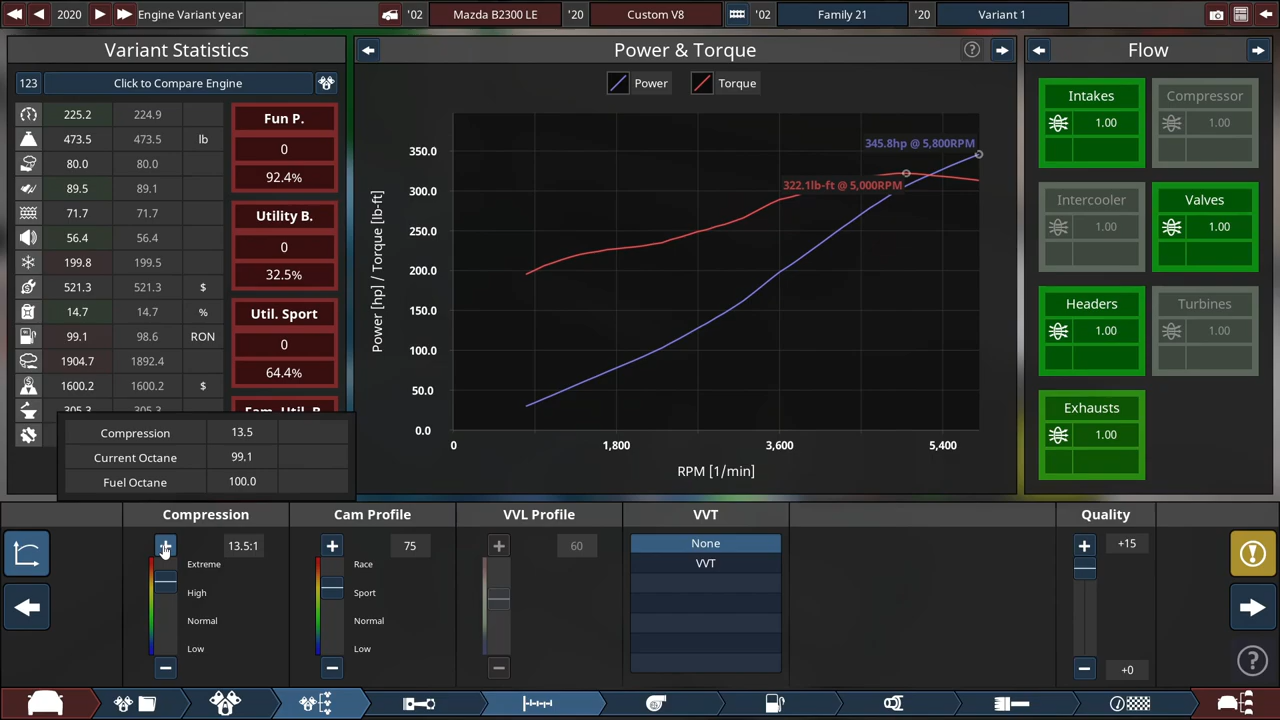 2020
Engine Variant year
'02
Mazda B2300 LE
'20
Custom V8
'02
Family 21
'20
Variant 1
Variant Statistics
123
Click to Compare Engine
225.2 224.9
473.5 473.5 lb
80.0 80.0
89.5 89.1
71.7 71.7
56.4 56.4
199.8 199.5
521.3 521.3 $
14.7 14.7 %
99.1 98.6 RON
1904.7 1892.4
1600.2 1600.2 $
305.3 305.3
Fun P.
0
92.4%
Utility B.
0
32.5%
Util. Sport
0
64.4%
Fam. Util. B.
Compression 13.5
Current Octane 99.1
Fuel Octane 100.0
Power & Torque
?
Power
Torque
Power [hp] / Torque [lb-ft]
350.0
300.0
250.0
200.0
150.0
100.0
50.0
0.0
345.8hp @ 5,800RPM
322.1lb-ft @ 5,000RPM
0 1,800 3,600 5,400
RPM [1/min]
Flow
Intakes
1.00
Compressor
1.00
Intercooler
1.00
Valves
1.00
Headers
1.00
Turbines
1.00
Exhausts
1.00
Compression
13.5:1
Extreme
High
Normal
Low
Cam Profile
75
Race
Sport
Normal
Low
VVL Profile
60
VVT
None
VVT
Quality
+15
+0
?